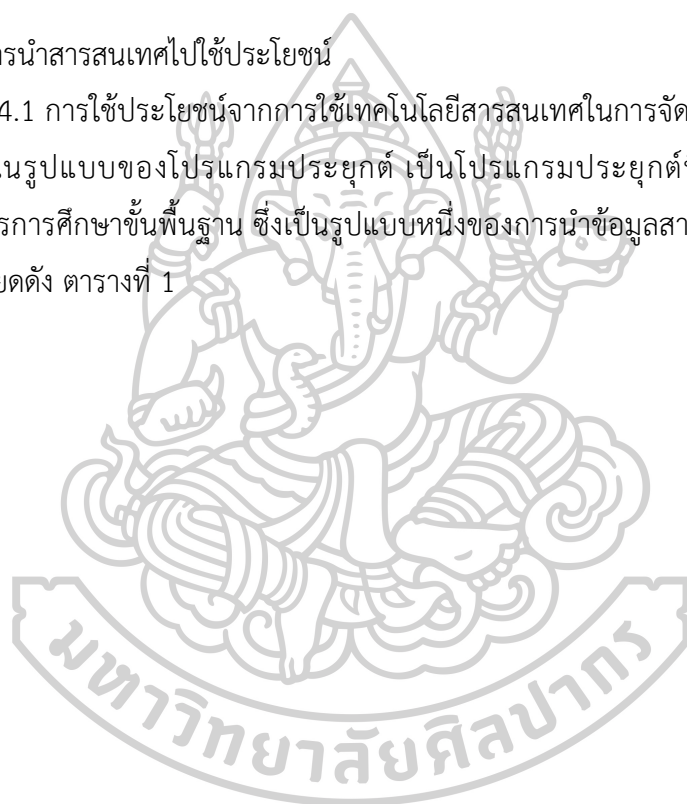 ารนำสารสนเทศไปใช้ประโยชน์
4.1 การใช้ประโยชน์จากการใช้เทคโนโลยีสารสนเทศในการจัด
นรูปแบบของโปรแกรมประยุกต์ เป็นโปรแกรมประยุกต์
รการศึกษาขั้นพื้นฐาน ซึ่งเป็นรูปแบบหนึ่งของการนำข้อมูลสา
ยดดัง ตารางที่ 1
มหาวิทยาลัยศิลปากร